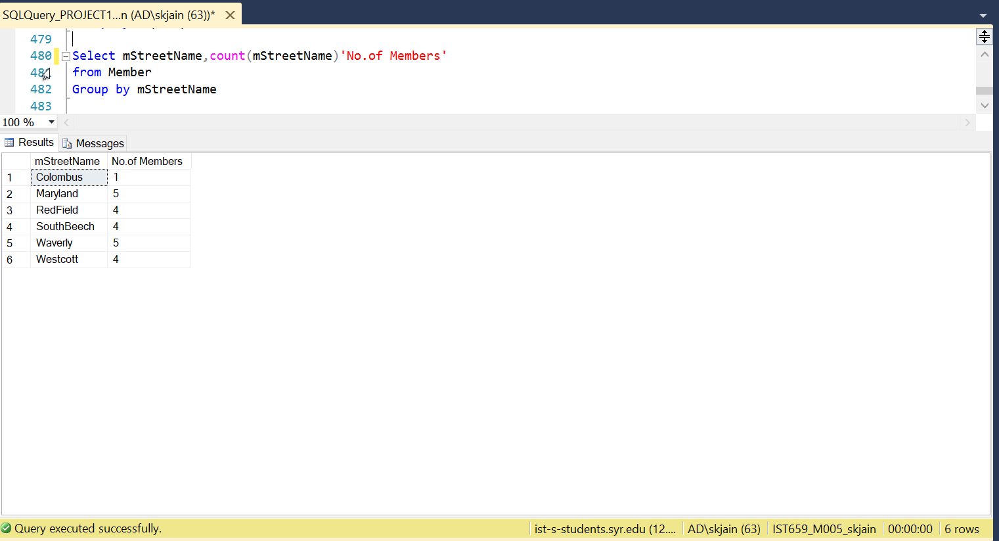 SQLQuery_PROJECT1...n (AD\skjain (63))*
479
480 Select mStreetName,count(mStreetName)'No.of Members'
from Member
482 Group by mStreetName
483
100 %
Results Messages
mStreetName No.of Members
1 Colombus 1
2 Maryland 5
3 RedField 4
4 SouthBeech 4
5 Waverly 5
6 Westcott 4
Query executed successfully. ist-s-students.syr.edu (12.... AD\skjain (63) IST659_M005_skjain 00:00:00 6 rows